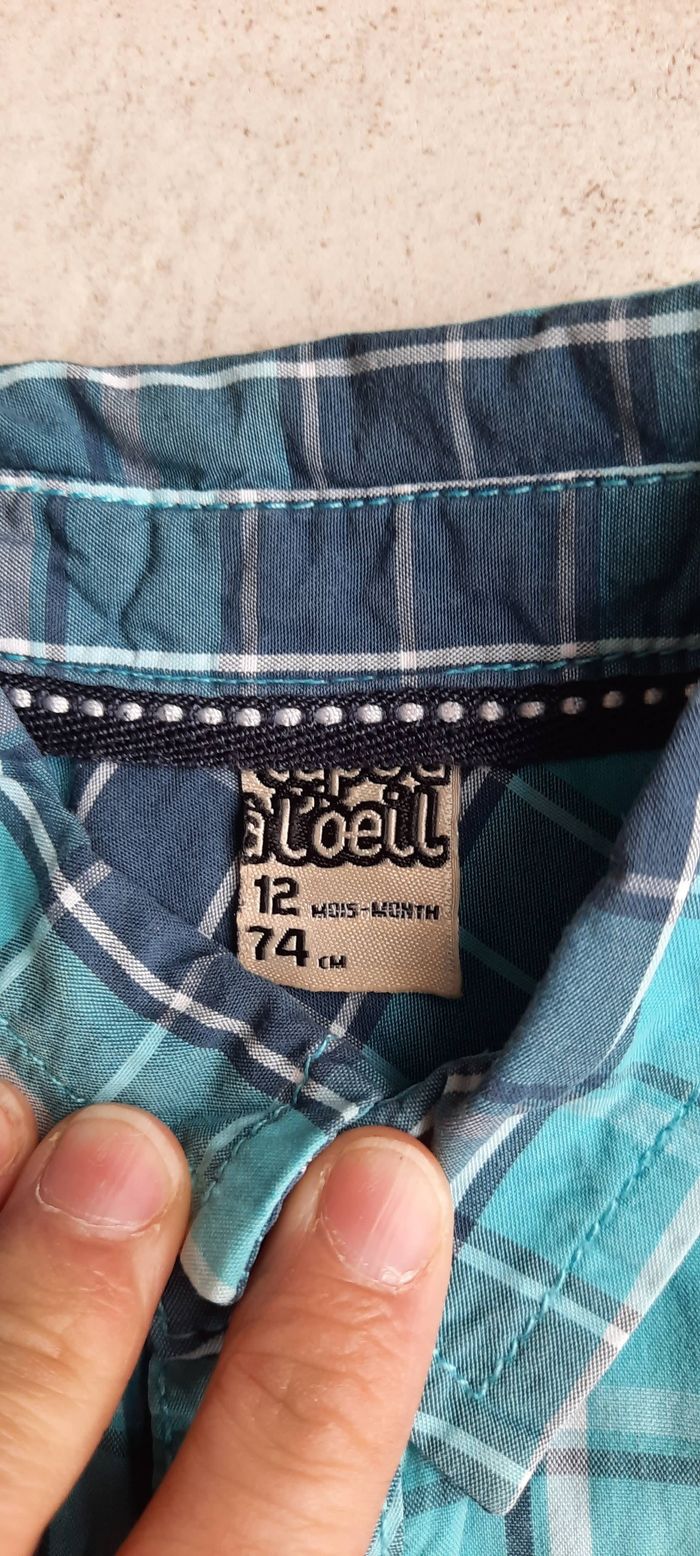 à l'oeil
12 MOIS-MONTH
74 CM